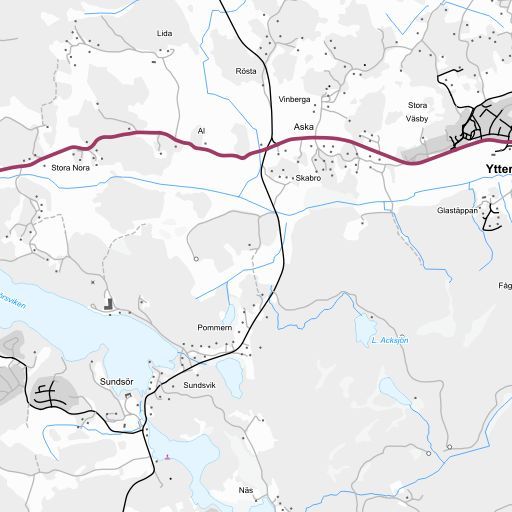 Lida
Rösta
Vinberga
Stora
Väsby
Aska
Al
Stora Nora
Skabro
Ytter
Glastäppan
Fåg
Pommern
L. Acksjön
Sundsör
Sundsvik
Näs